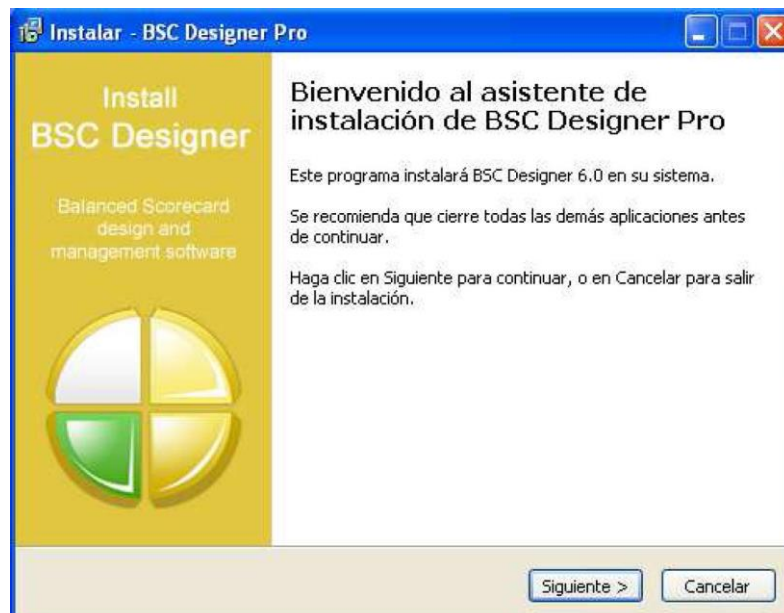 Instalar - BSC Designer Pro
Install
BSC Designer
Balanced Scorecard
design and
management software
Bienvenido al asistente de
instalación de BSC Designer Pro
Este programa instalará BSC Designer 6.0 en su sistema.
Se recomienda que cierre todas las demás aplicaciones antes
de continuar.
Haga clic en Siguiente para continuar, o en Cancelar para salir
de la instalación.
Siguiente >
Cancelar